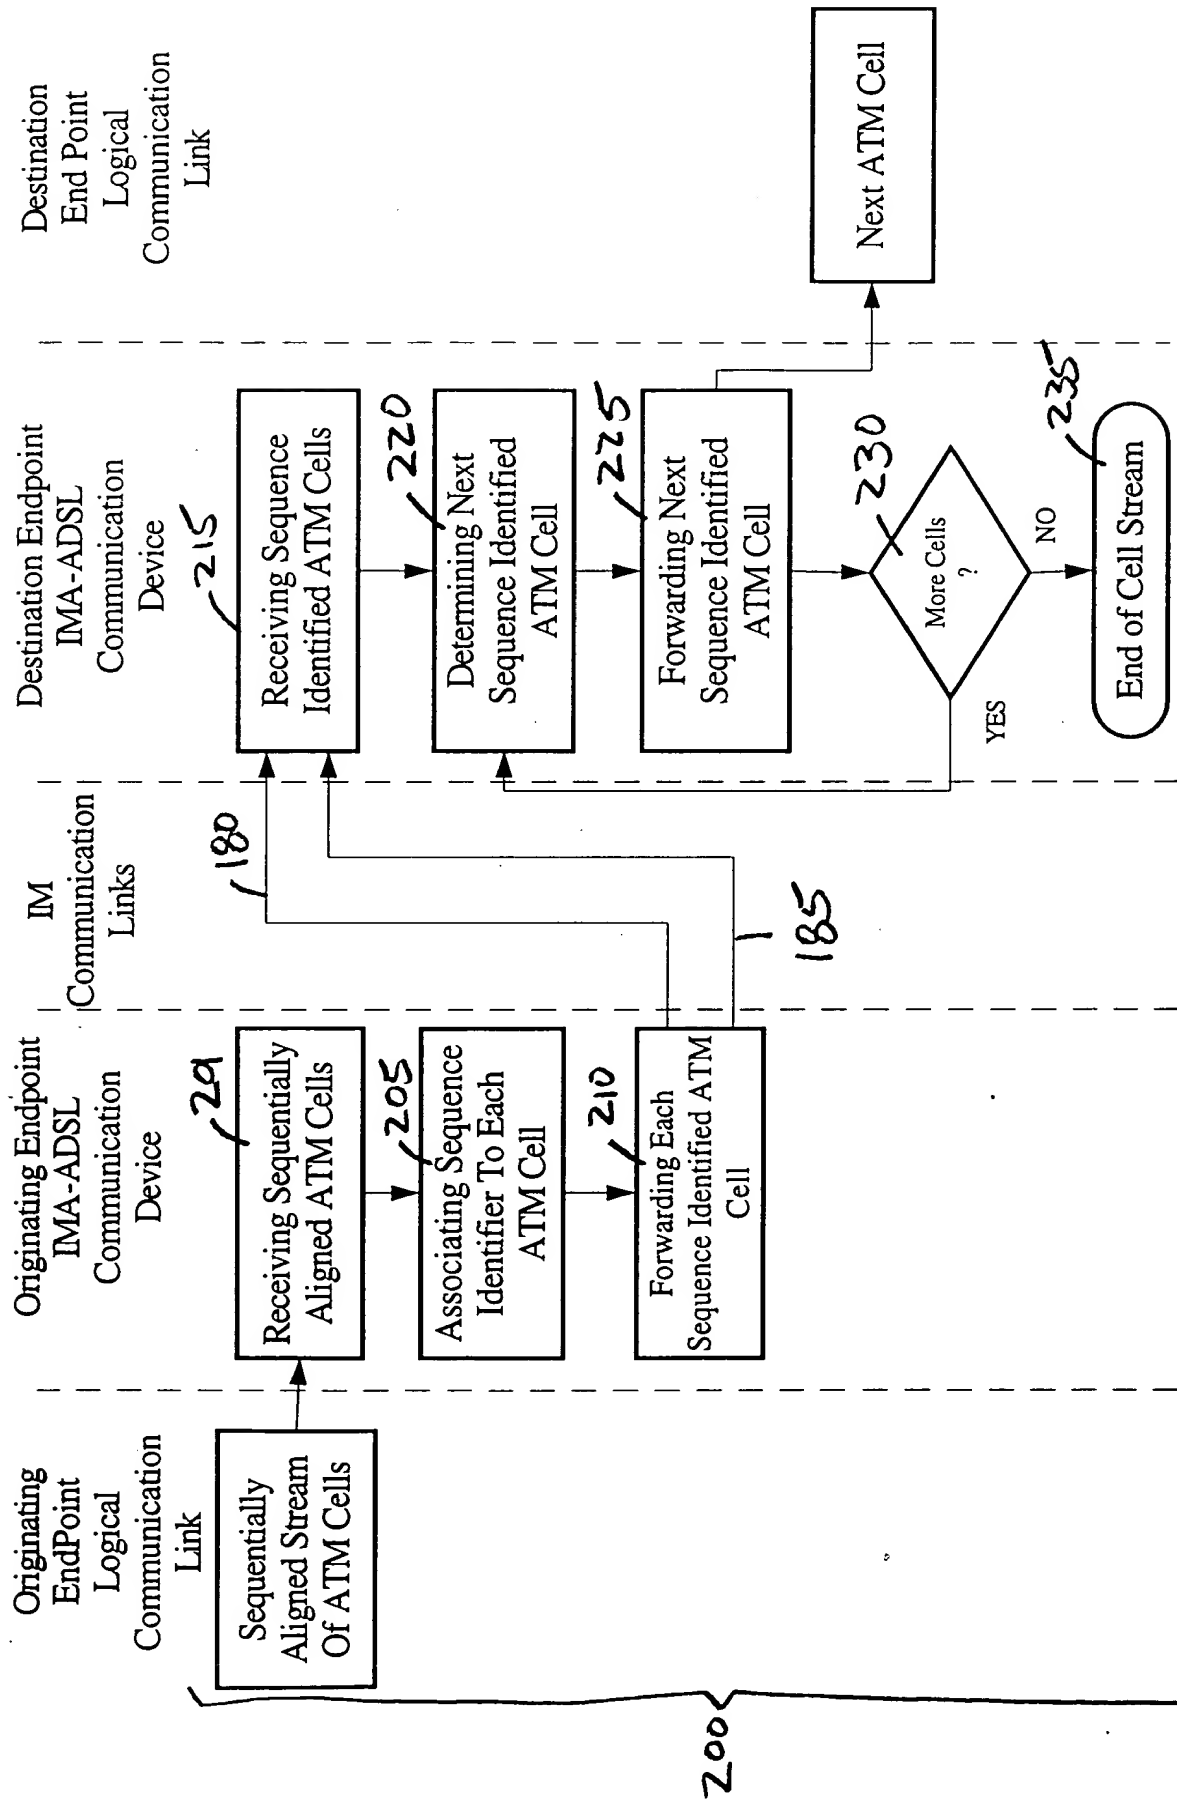 Originating
EndPoint
Logical
Communication
Link
Originating Endpoint
IMA-ADSL
Communication
Device
IM
Communication
Links
Destination Endpoint
IMA-ADSL
Communication
Device
Destination
End Point
Logical
Communication
Link
Sequentially
Aligned Stream
Of ATM Cells
201
Receiving Sequentially
Aligned ATM Cells
205
Associating Sequence
Identifier To Each
ATM Cell
210
Forwarding Each
Sequence Identified ATM
Cell
180
185
215
Receiving Sequence
Identified ATM Cells
220
Determining Next
Sequence Identified
ATM Cell
225
Forwarding Next
Sequence Identified
ATM Cell
230
More Cells
?
YES
NO
235
End of Cell Stream
Next ATM Cell
200